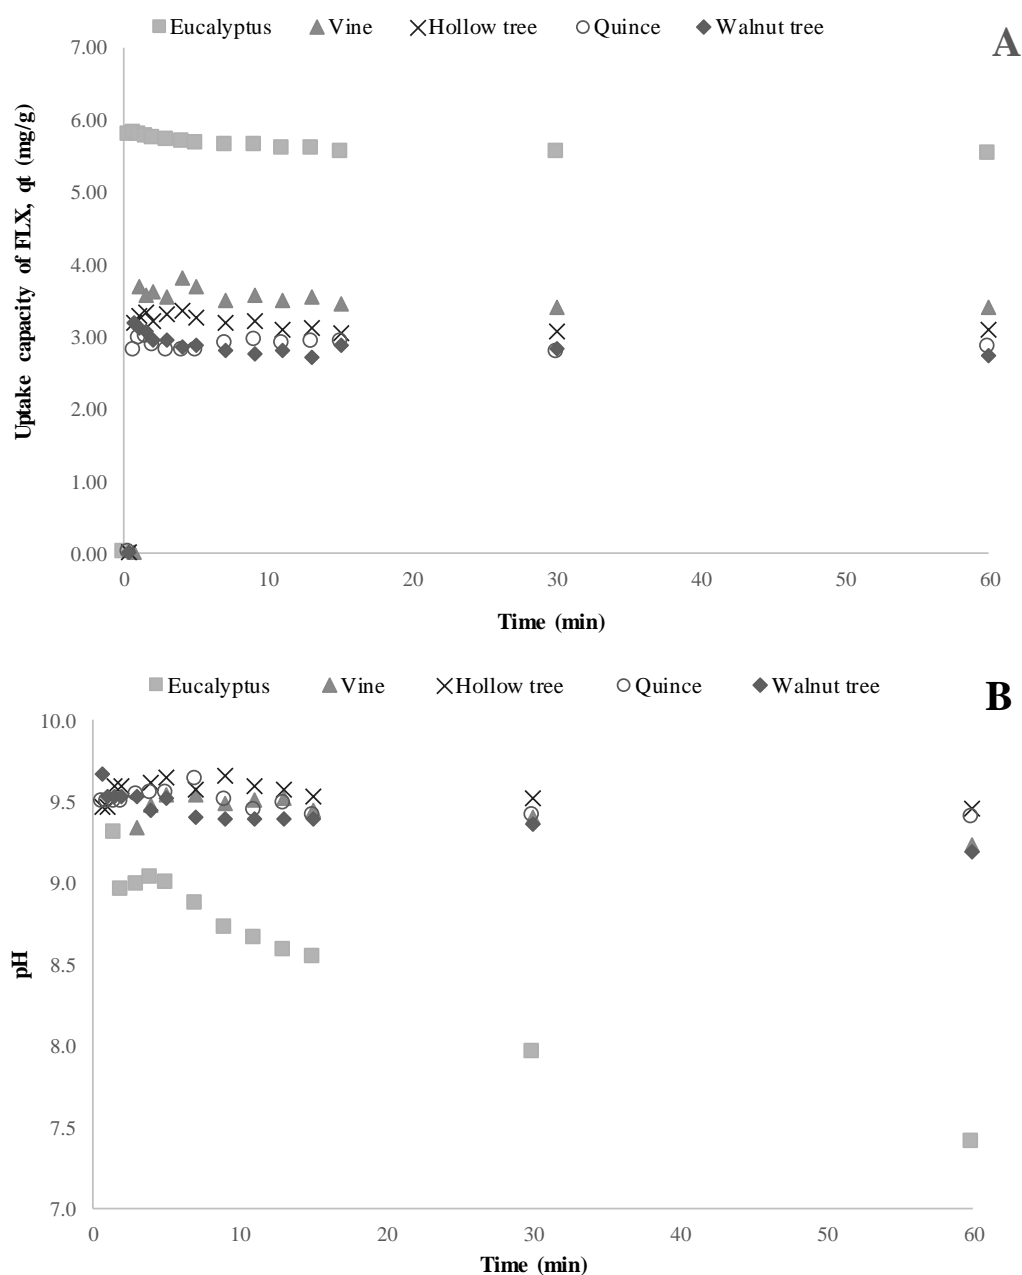 Eucalyptus Vine Hollow tree Quince Walnut tree
A
7.00
6.00
5.00
4.00
3.00
2.00
1.00
0.00
Uptake capacity of FLX, qt (mg/g)
0 10 20 30 40 50 60
Time (min)
Eucalyptus Vine Hollow tree Quince Walnut tree
B
10.0
9.5
9.0
8.5
8.0
7.5
7.0
pH
0 10 20 30 40 50 60
Time (min)